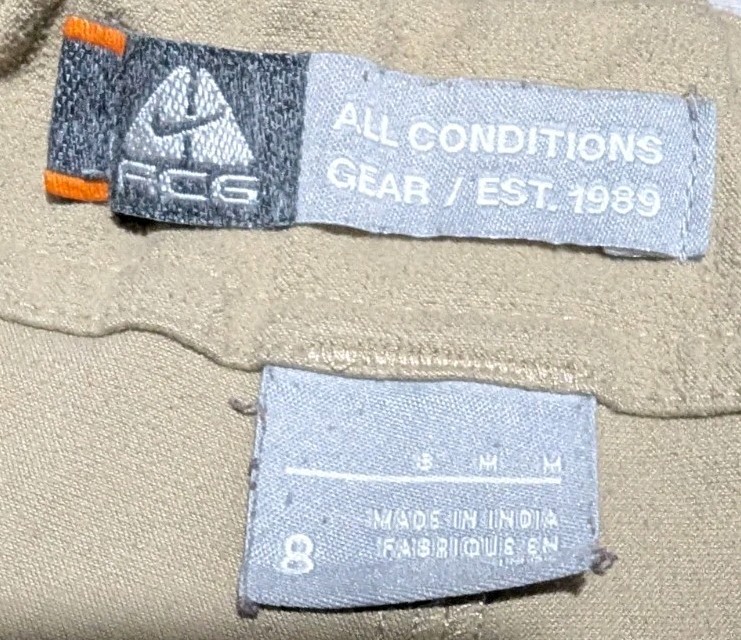 ACG
ALL CONDITIONS
GEAR / EST. 1989
8
MADE IN INDIA
FABRIQUE EN